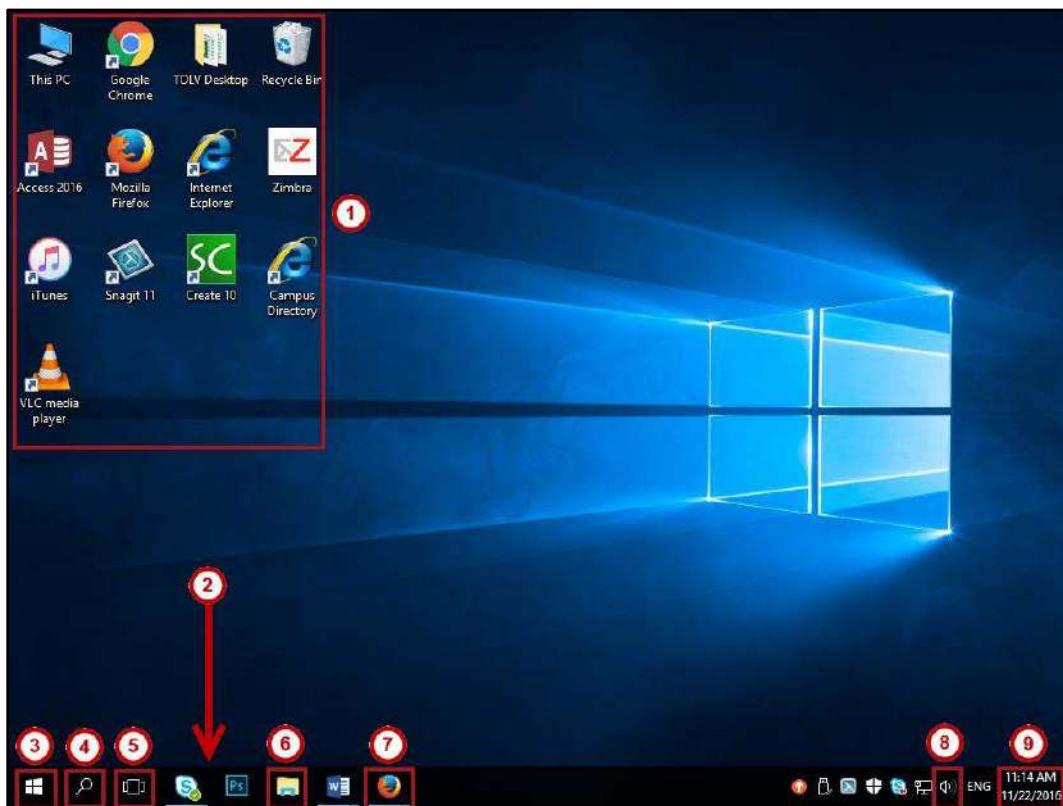 This PC
Google
Chrome
TOLV Desktop
Recycle Bin
A
Access 2016
Mozilla
Firefox
Internet
Explorer
Z
Zimbra
1
iTunes
Snagit 11
SC
Create 10
Campus
Directory
VLC media
player
2
3
4
5
6
7
8
9
S
Ps
W
ENG
11:14 AM
11/22/2016